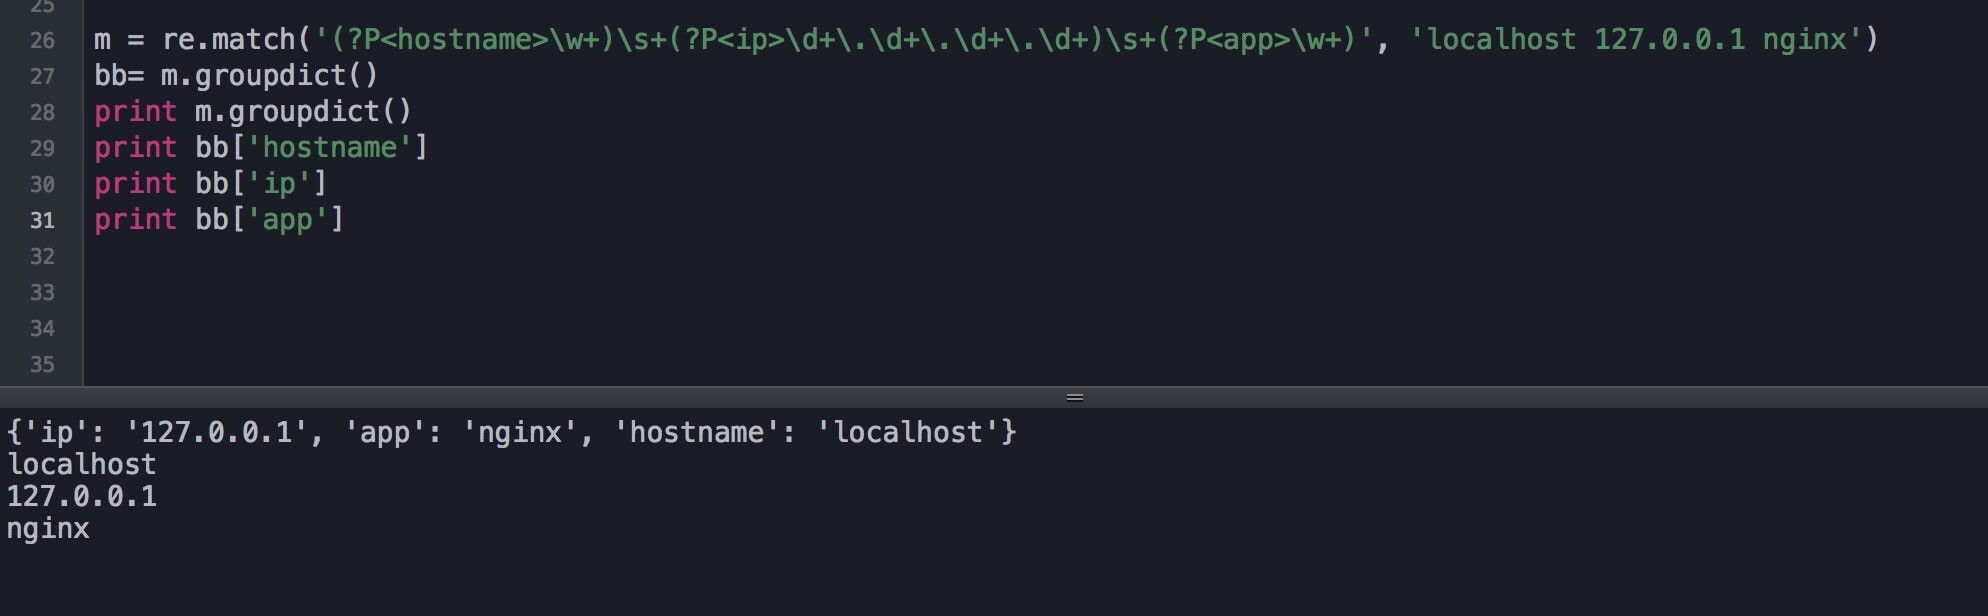 25
26 m = re.match('(?P<hostname>\w+)\s+(?P<ip>\d+\.\d+\.\d+\.\d+)\s+(?P<app>\w+)', 'localhost 127.0.0.1 nginx')
27 bb= m.groupdict()
28 print m.groupdict()
29 print bb['hostname']
30 print bb['ip']
31 print bb['app']
32
33
34
35
{'ip': '127.0.0.1', 'app': 'nginx', 'hostname': 'localhost'}
localhost
127.0.0.1
nginx